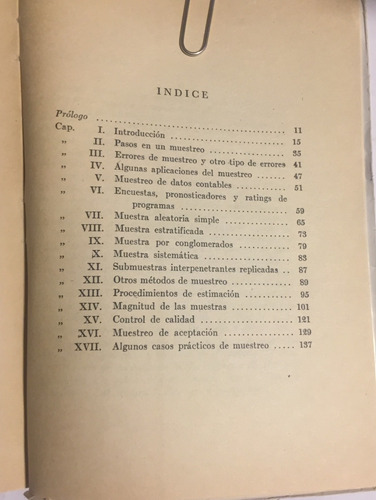 INDICE
Prólogo ........ 11
Cap. I. Introducción ........ 15
„ II. Pasos en un muestreo ........ 35
„ III. Errores de muestreo y otro tipo de errores 41
„ IV. Algunas aplicaciones del muestreo ..... 47
„ V. Muestreo de datos contables ........ 51
„ VI. Encuestas, pronosticadores y ratings de
programas ........ 59
„ VII. Muestra aleatoria simple ........ 65
„ VIII. Muestra estratificada ........ 73
„ IX. Muestra por conglomerados ........ 79
„ X. Muestra sistemática ........ 83
„ XI. Submuestras interpenetrantes replicadas .. 87
„ XII. Otros métodos de muestreo ........ 89
„ XIII. Procedimientos de estimación ........ 95
„ XIV. Magnitud de las muestras ........ 101
„ XV. Control de calidad ........ 121
„ XVI. Muestreo de aceptación ........ 129
„ XVII. Algunos casos prácticos de muestreo ..... 137